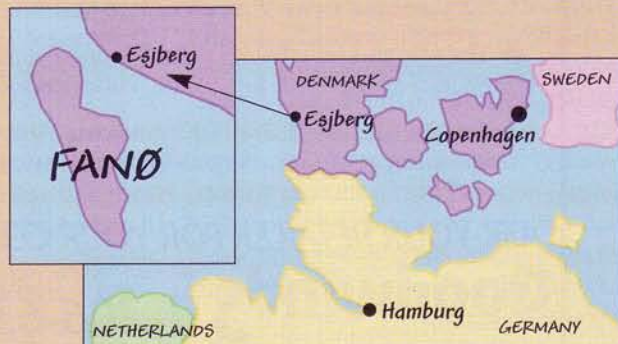 Esjberg
FANØ
DENMARK
SWEDEN
Esjberg
Copenhagen
Hamburg
NETHERLANDS
GERMANY